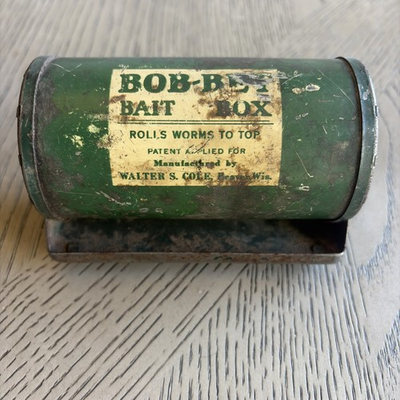 BOB-BET
BAIT BOX
ROLLS WORMS TO TOP
PATENT APPLIED FOR
Manufactured by
WALTER S. COLE, Wis.